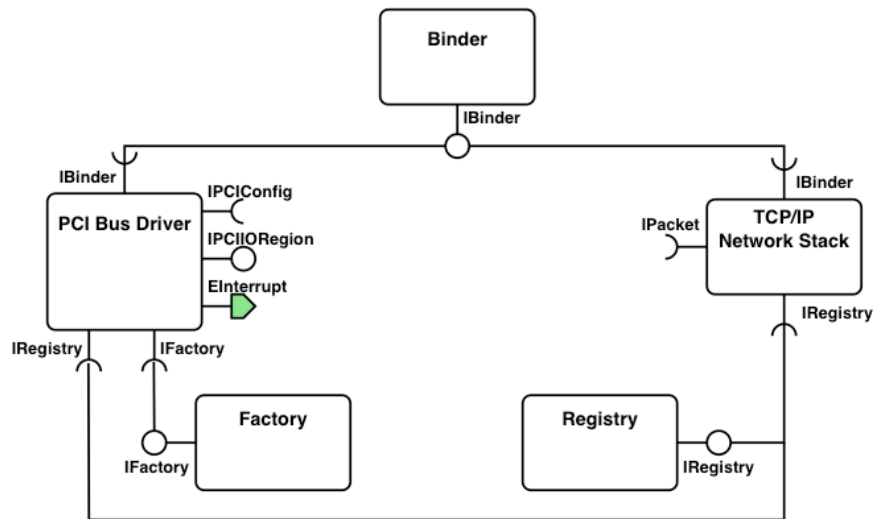 Binder
IBinder
IBinder
IBinder
IPCIConfig
PCI Bus Driver
IPCIIORegion
EInterrupt
TCP/IP
Network Stack
IPacket
IRegistry
IRegistry
IFactory
Factory
Registry
IFactory
IRegistry